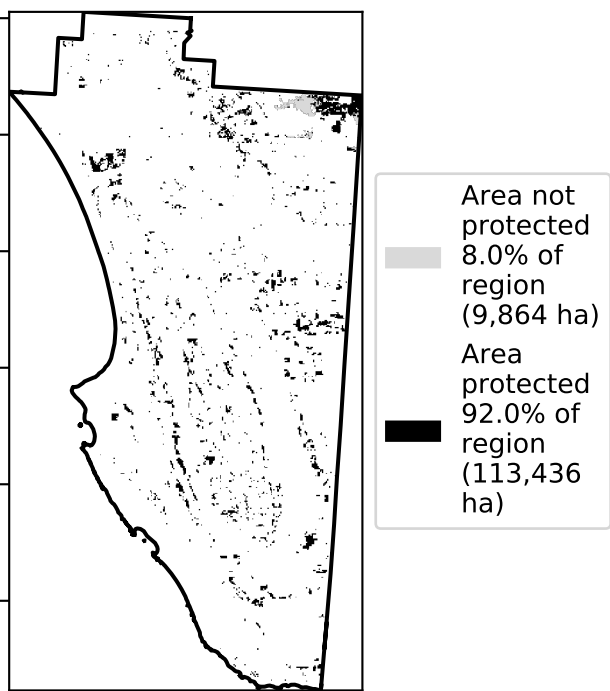 Area not
protected
8.0% of
region
(9,864 ha)
Area
protected
92.0% of
region
(113,436
ha)